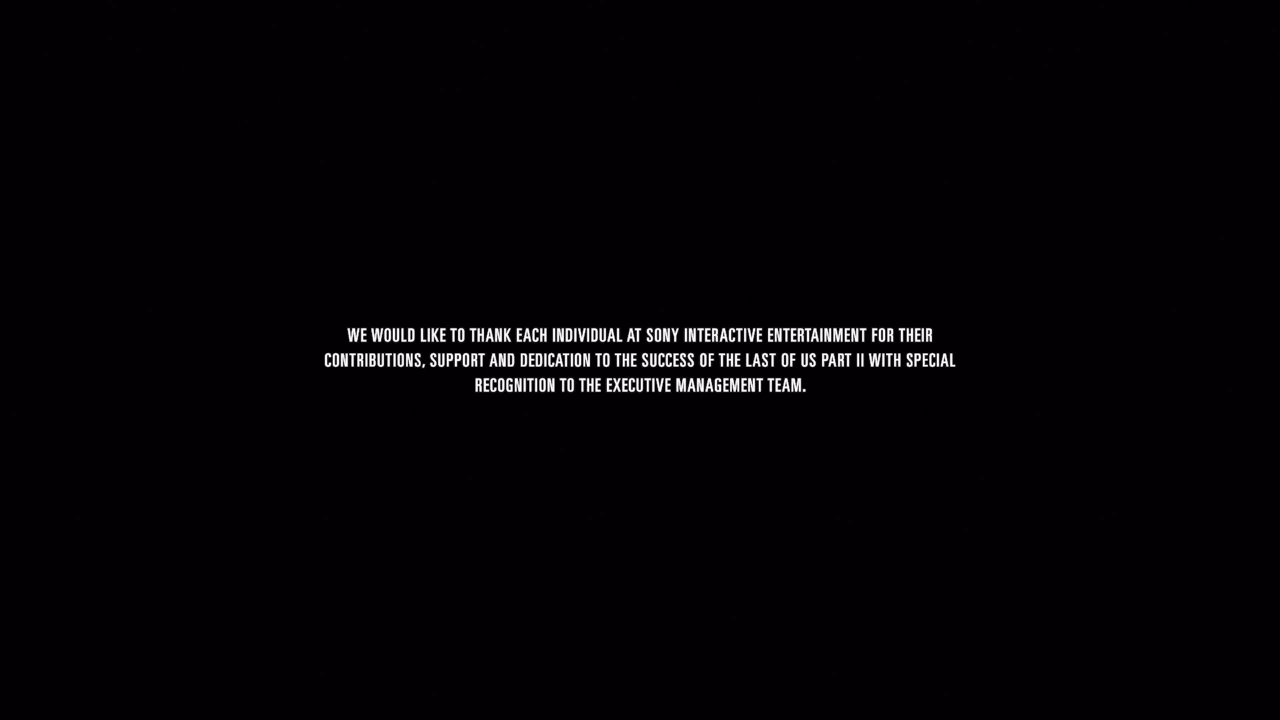 WE WOULD LIKE TO THANK EACH INDIVIDUAL AT SONY INTERACTIVE ENTERTAINMENT FOR THEIR
CONTRIBUTIONS, SUPPORT AND DEDICATION TO THE SUCCESS OF THE LAST OF US PART II WITH SPECIAL
RECOGNITION TO THE EXECUTIVE MANAGEMENT TEAM.